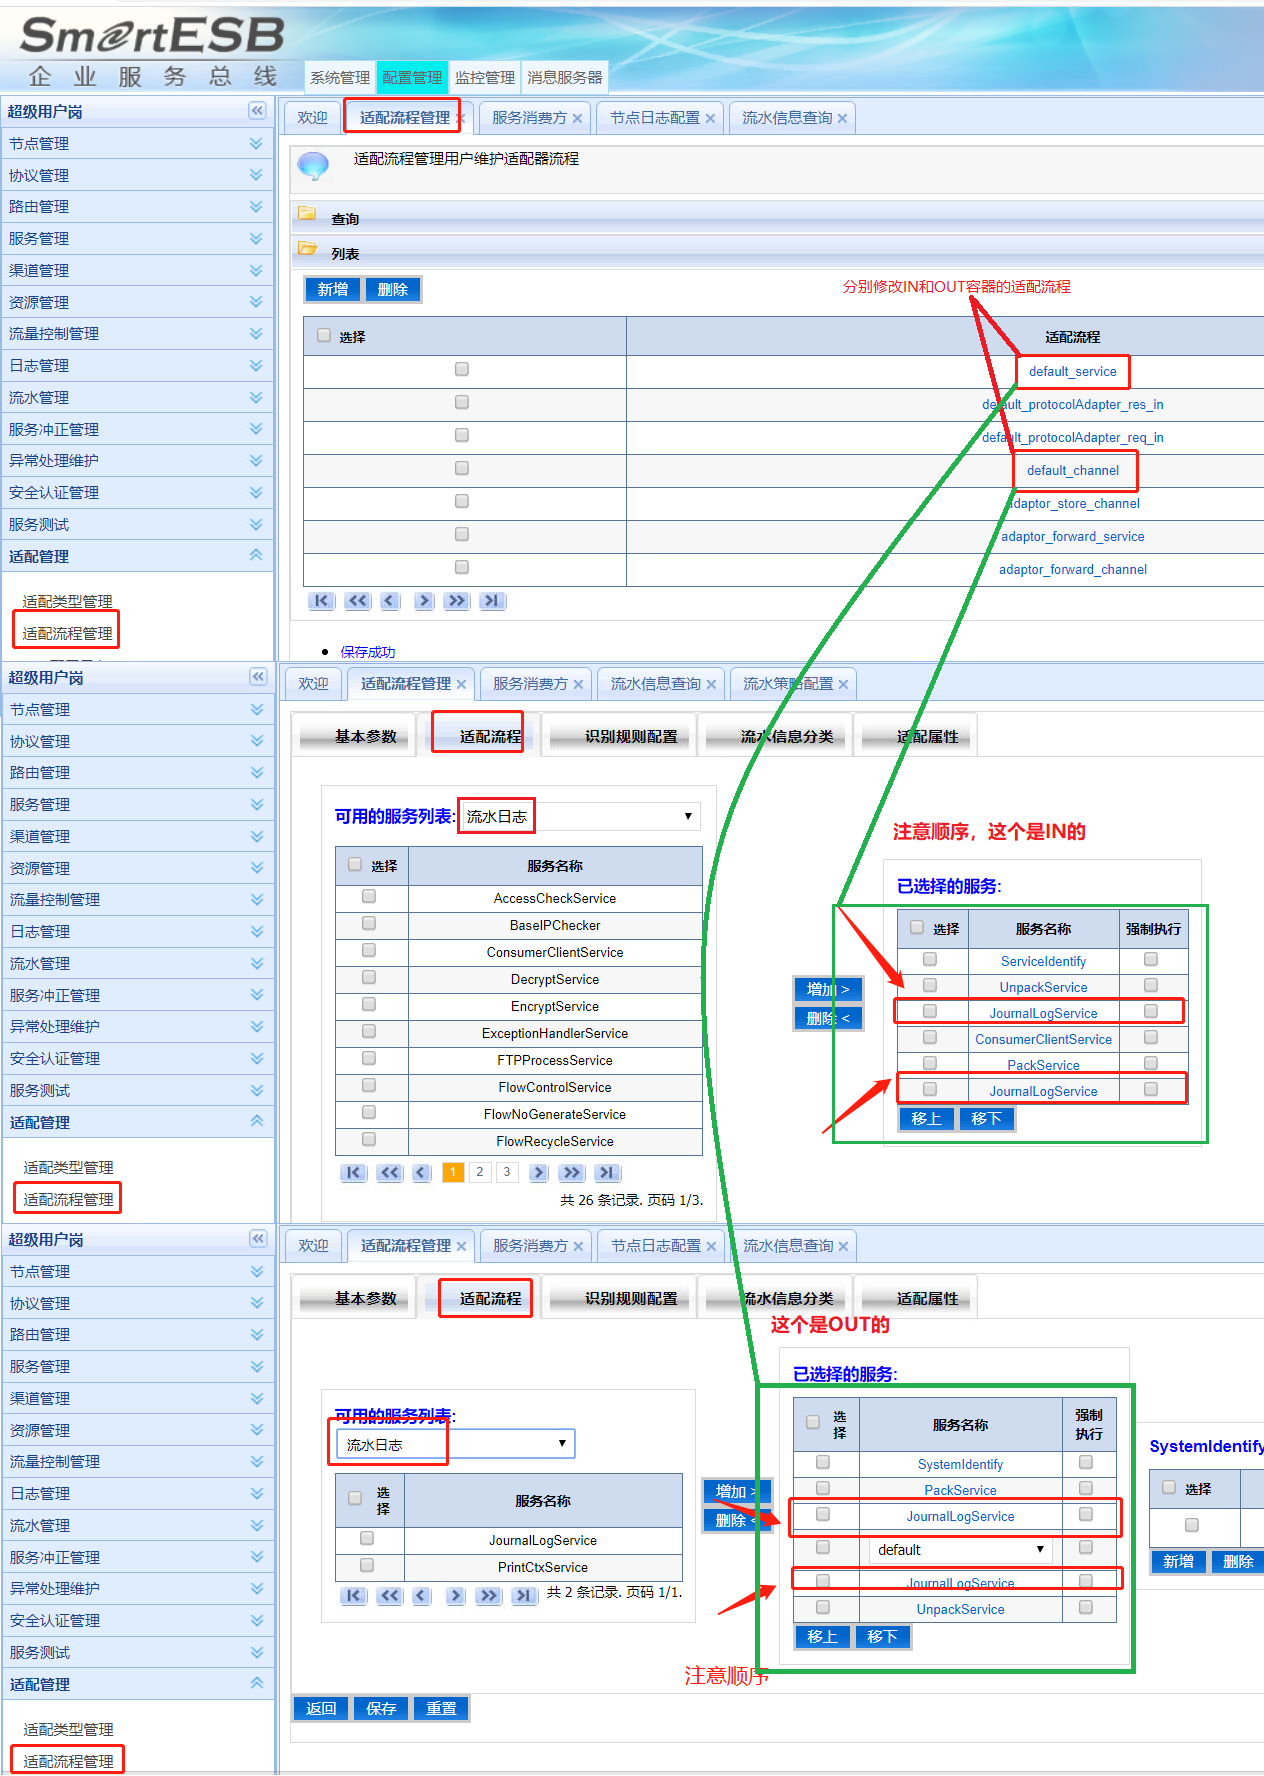 SmartESB
企业服务总线
系统管理 配置管理 监控管理 消息服务器
超级用户岗
节点管理
协议管理
路由管理
服务管理
渠道管理
资源管理
流量控制管理
日志管理
流水管理
服务冲正管理
异常处理维护
安全认证管理
服务测试
适配管理
适配类型管理
适配流程管理
欢迎 适配流程管理 服务消费方 节点日志配置 流水信息查询
适配流程管理用户维护适配器流程
查询
列表
新增 删除
分别修改IN和OUT容器的适配流程
选择 适配流程
default_service
default_protocolAdapter_res_in
default_protocolAdapter_req_in
default_channel
adaptor_store_channel
adaptor_forward_service
adaptor_forward_channel
保存成功
超级用户岗
节点管理
协议管理
路由管理
服务管理
渠道管理
资源管理
流量控制管理
日志管理
流水管理
服务冲正管理
异常处理维护
安全认证管理
服务测试
适配管理
适配类型管理
适配流程管理
欢迎 适配流程管理 服务消费方 流水信息查询 流水策略配置
基本参数 适配流程 识别规则配置 流水信息分类 适配属性
可用的服务列表: 流水日志
选择 服务名称
AccessCheckService
BaseIPChecker
ConsumerClientService
DecryptService
EncryptService
ExceptionHandlerService
FTPProcessService
FlowControlService
FlowNoGenerateService
FlowRecycleService
1 2 3
共 26 条记录. 页码 1/3.
增加 >
删除 <
注意顺序，这个是IN的
已选择的服务:
选择 服务名称 强制执行
ServiceIdentify
UnpackService
JournalLogService
ConsumerClientService
PackService
JournalLogService
移上 移下
超级用户岗
节点管理
协议管理
路由管理
服务管理
渠道管理
资源管理
流量控制管理
日志管理
流水管理
服务冲正管理
异常处理维护
安全认证管理
服务测试
适配管理
适配类型管理
适配流程管理
欢迎 适配流程管理 服务消费方 节点日志配置 流水信息查询
基本参数 适配流程 识别规则配置 流水信息分类 适配属性
这个是OUT的
可用的服务列表:
流水日志
选择 服务名称
JournalLogService
PrintCtxService
共 2 条记录. 页码 1/1.
增加 >
删除 <
已选择的服务:
选择 服务名称 强制执行
SystemIdentify
PackService
JournalLogService
default
JournalLogService
UnpackService
移上 移下
注意顺序
SystemIdentify
选择
新增 删除
返回 保存 重置